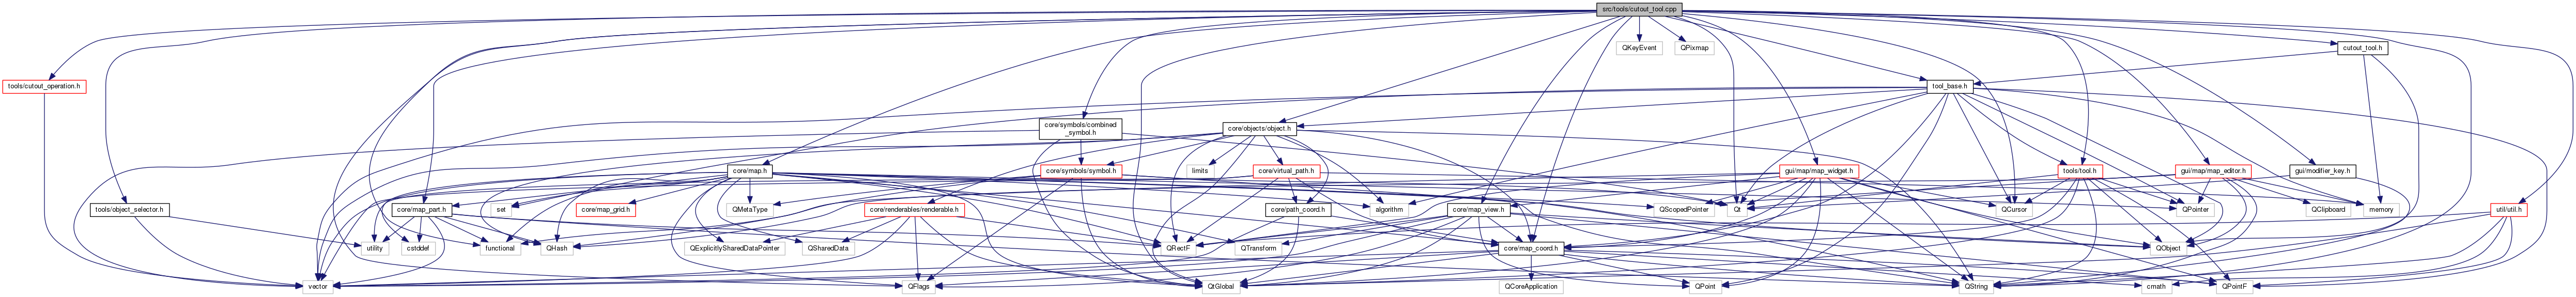 src/tools/cutout_tool.cpp
QKeyEvent
QPixmap
cutout_tool.h
tools/cutout_operation.h
tool_base.h
core/symbols/combined
_symbol.h
core/objects/object.h
limits
core/map.h
core/symbols/symbol.h
core/virtual_path.h
gui/map/map_widget.h
tools/tool.h
gui/map/map_editor.h
gui/modifier_key.h
tools/object_selector.h
core/map_part.h
set
core/map_grid.h
QMetaType
core/renderables/renderable.h
core/path_coord.h
algorithm
core/map_view.h
QScopedPointer
Qt
QCursor
QPointer
QClipboard
memory
util/util.h
utility
cstddef
functional
QHash
QExplicitlySharedDataPointer
QSharedData
QRectF
QTransform
core/map_coord.h
QObject
vector
QFlags
QtGlobal
QCoreApplication
QPoint
QString
cmath
QPointF